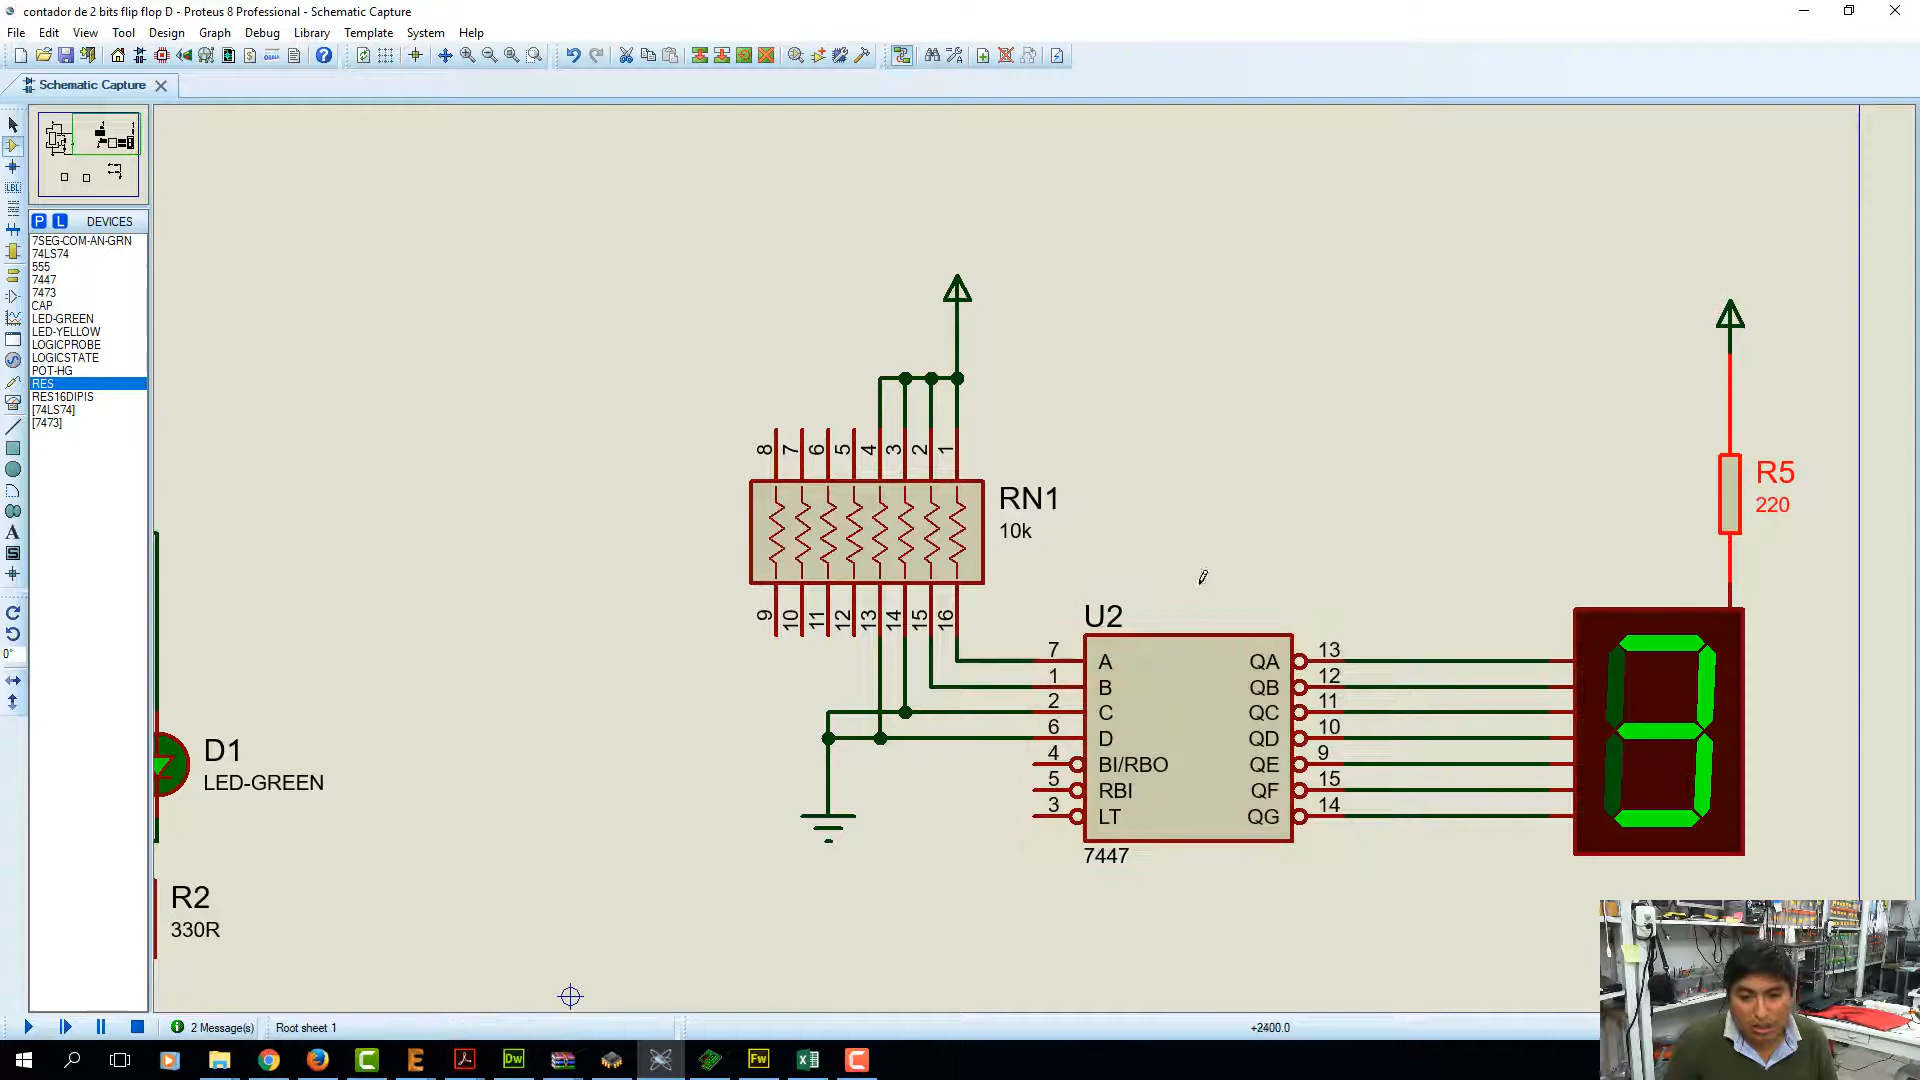 contador de 2 bits flip flop D - Proteus 8 Professional - Schematic Capture
File Edit View Tool Design Graph Debug Library Template System Help
Schematic Capture
P L DEVICES
7SEG-COM-AN-GRN
74LS74
555
7447
7473
CAP
LED-GREEN
LED-YELLOW
LOGICPROBE
LOGICSTATE
POT-HG
RES
RES16DIPIS
[74LS74]
[7473]
LBL
A
S
0°
8 7 6 5 4 3 2 1
RN1
10k
9 10 11 12 13 14 15 16
R5
220
U2
7 A QA 13
1 B QB 12
2 C QC 11
6 D QD 10
4 BI/RBO QE 9
5 RBI QF 15
3 LT QG 14
7447
D1
LED-GREEN
R2
330R
2 Message(s) Root sheet 1 +2400.0
Dw
Fw